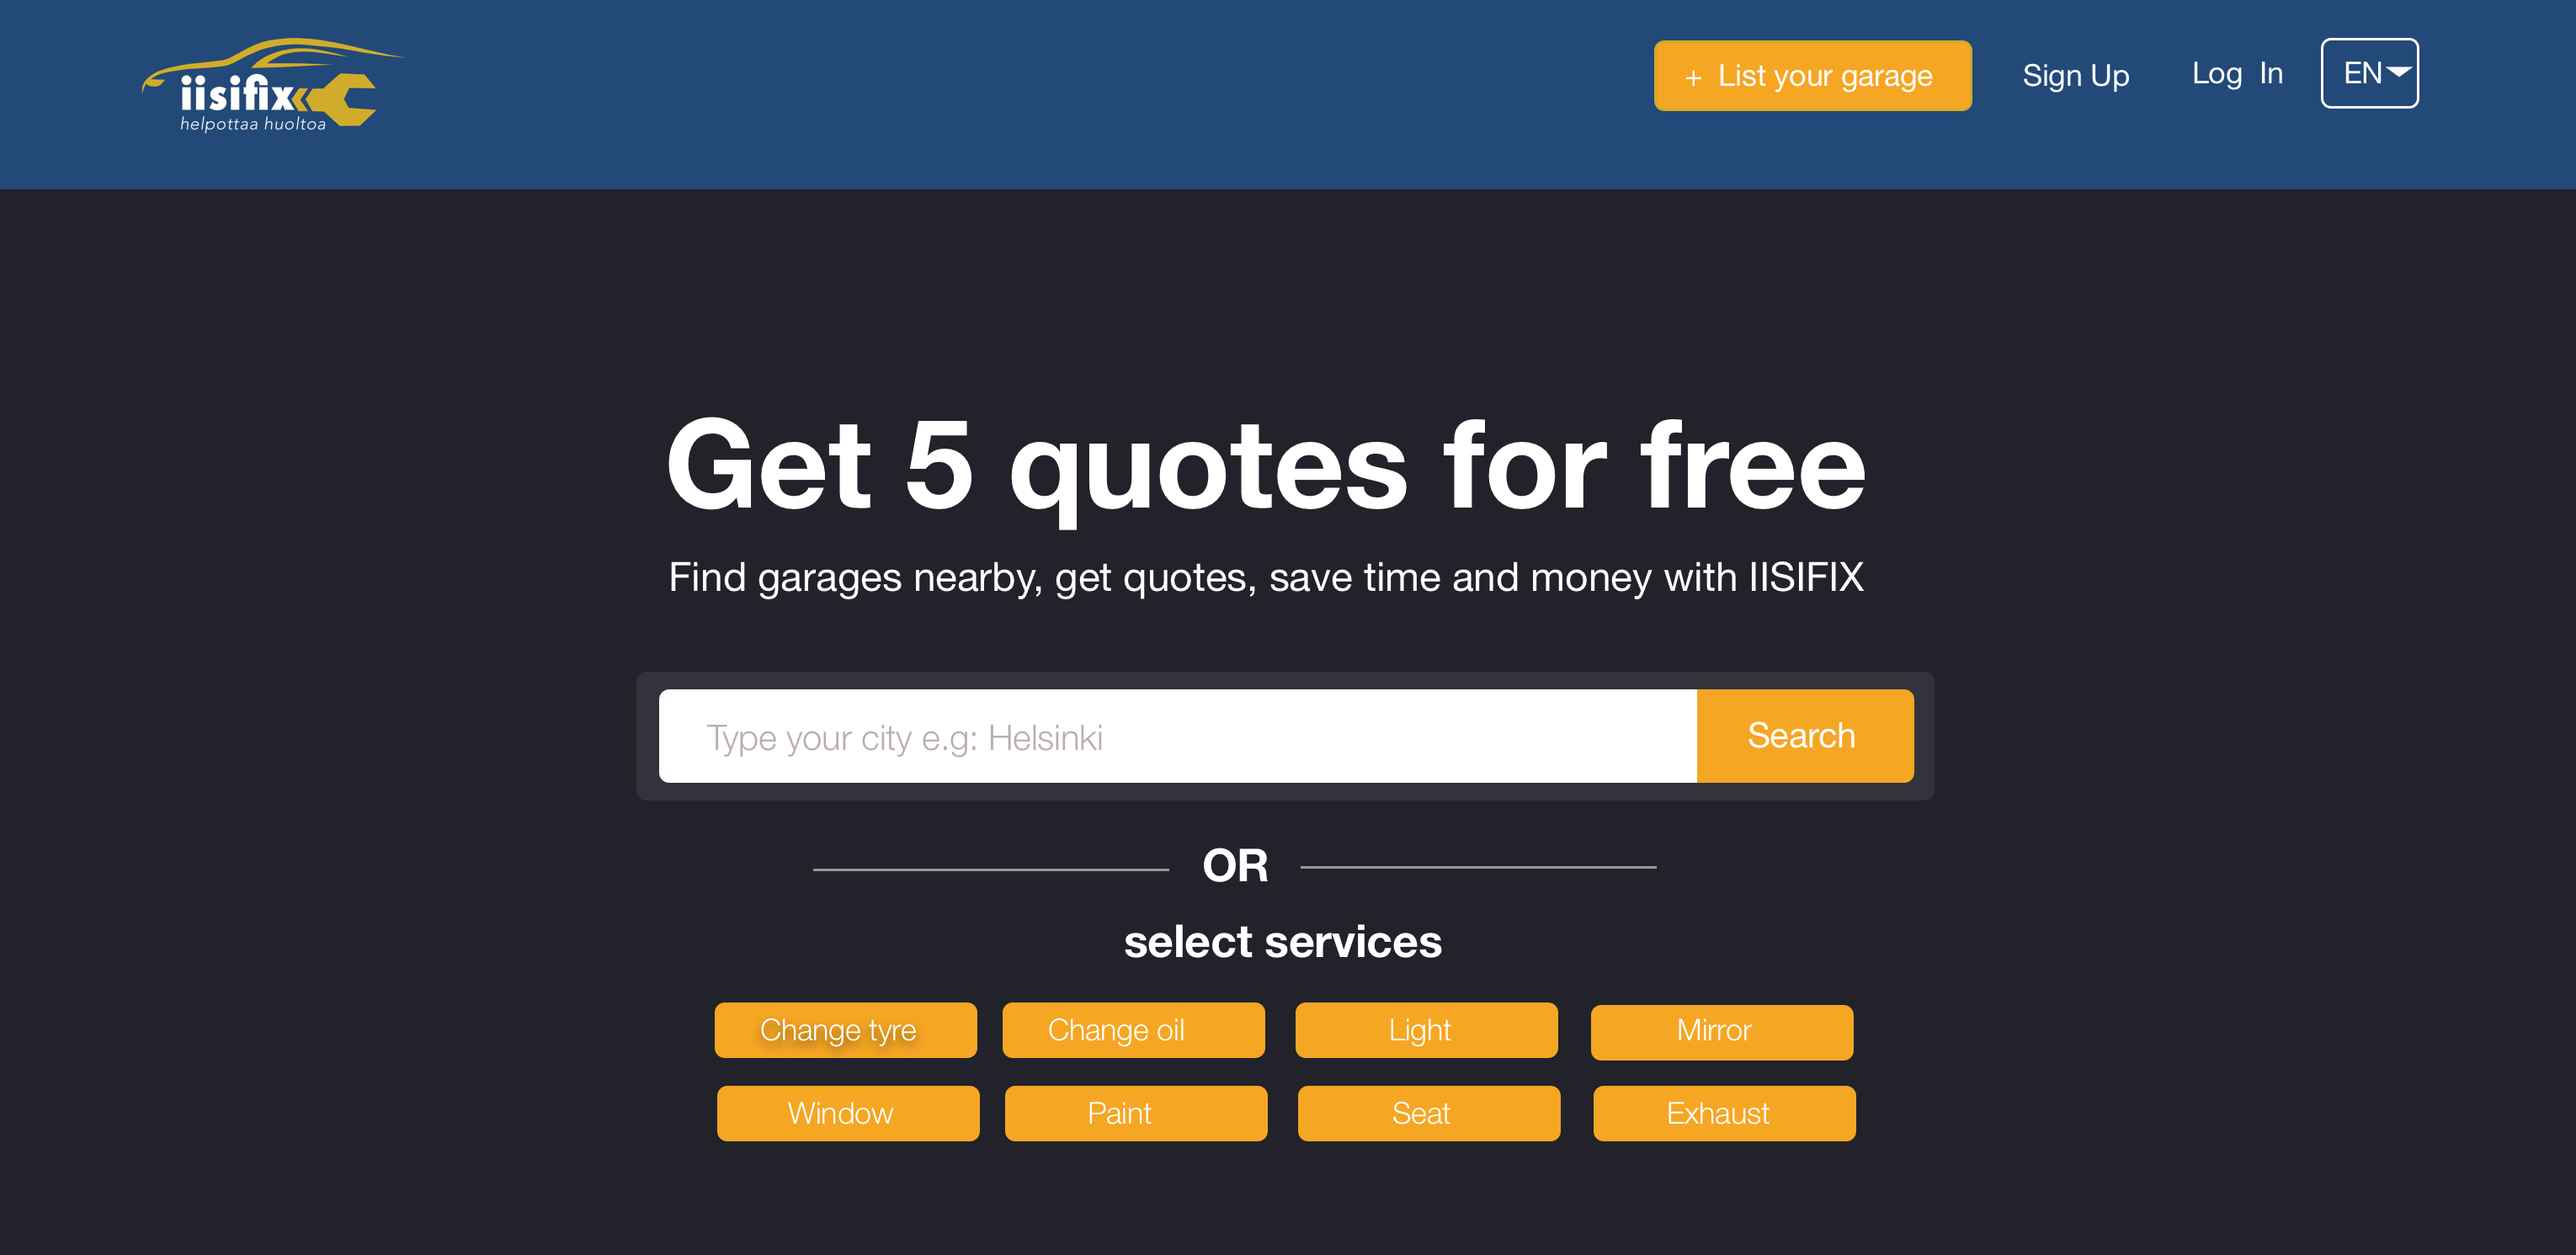 iisifix
helpottaa huoltoa
+ List your garage
Sign Up
Log In
EN
Get 5 quotes for free
Find garages nearby, get quotes, save time and money with IISIFIX
Type your city e.g: Helsinki
Search
OR
select services
Change tyre
Change oil
Light
Mirror
Window
Paint
Seat
Exhaust